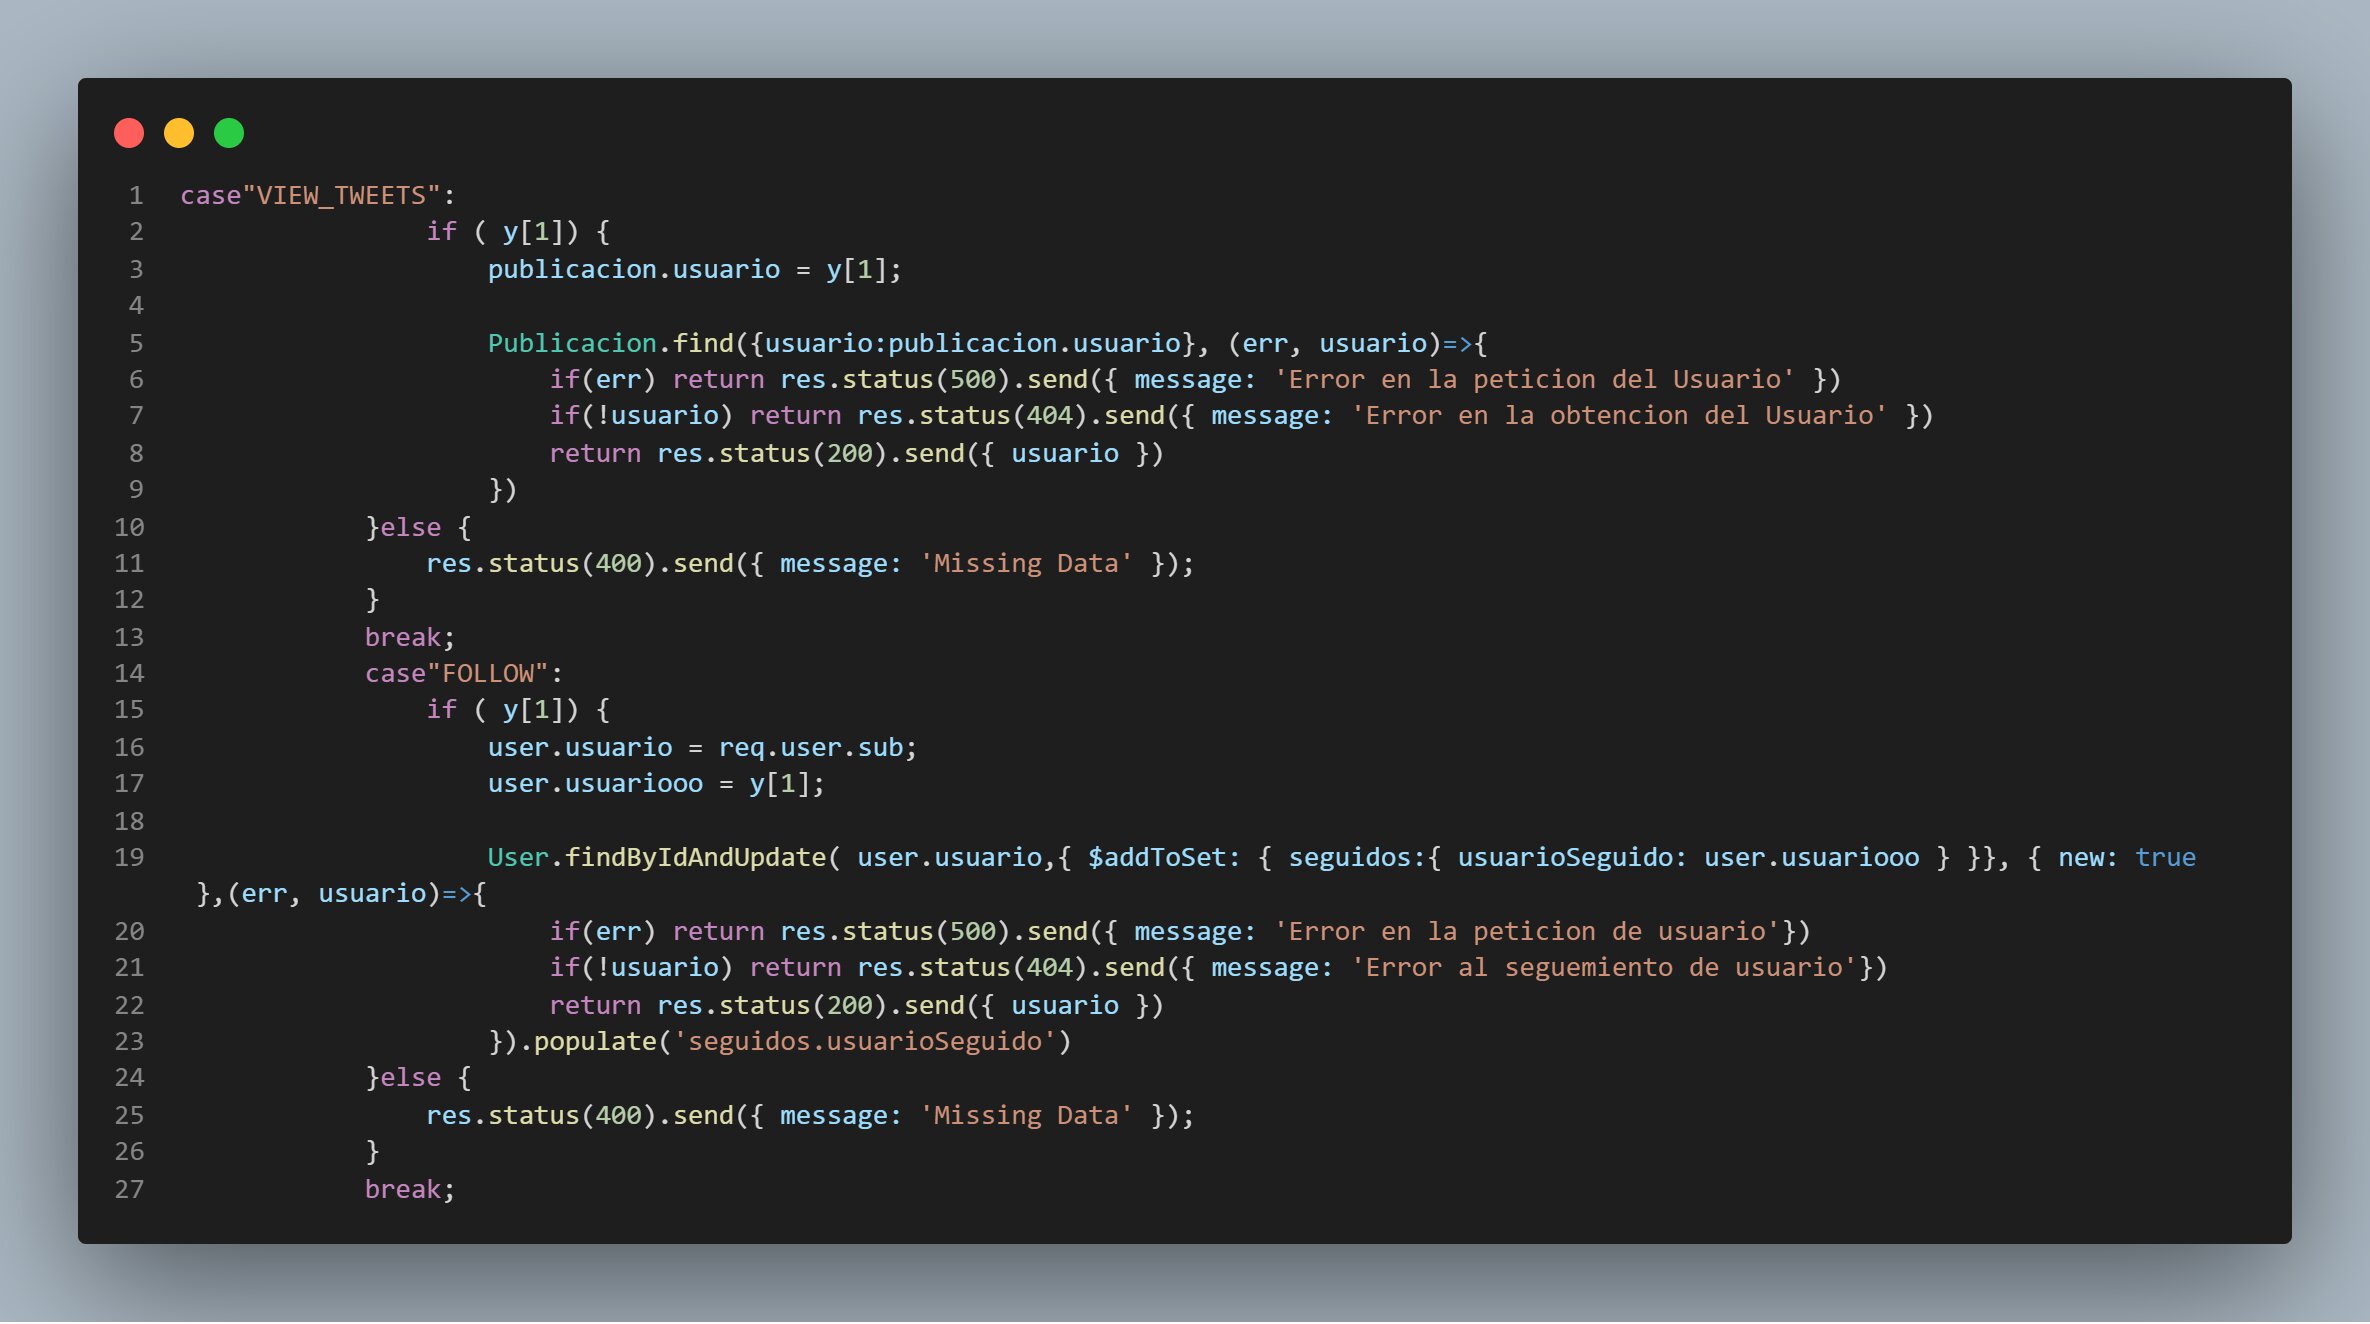 1 case"VIEW_TWEETS":
2 if ( y[1]) {
3 publicacion.usuario = y[1];
4
5 Publicacion.find({usuario:publicacion.usuario}, (err, usuario)=>{
6 if(err) return res.status(500).send({ message: 'Error en la peticion del Usuario' })
7 if(!usuario) return res.status(404).send({ message: 'Error en la obtencion del Usuario' })
8 return res.status(200).send({ usuario })
9 })
10 }else {
11 res.status(400).send({ message: 'Missing Data' });
12 }
13 break;
14 case"FOLLOW":
15 if ( y[1]) {
16 user.usuario = req.user.sub;
17 user.usuariooo = y[1];
18
19 User.findByIdAndUpdate( user.usuario,{ $addToSet: { seguidos:{ usuarioSeguido: user.usuariooo } }}, { new: true
},(err, usuario)=>{
20 if(err) return res.status(500).send({ message: 'Error en la peticion de usuario'})
21 if(!usuario) return res.status(404).send({ message: 'Error al seguemiento de usuario'})
22 return res.status(200).send({ usuario })
23 }).populate('seguidos.usuarioSeguido')
24 }else {
25 res.status(400).send({ message: 'Missing Data' });
26 }
27 break;